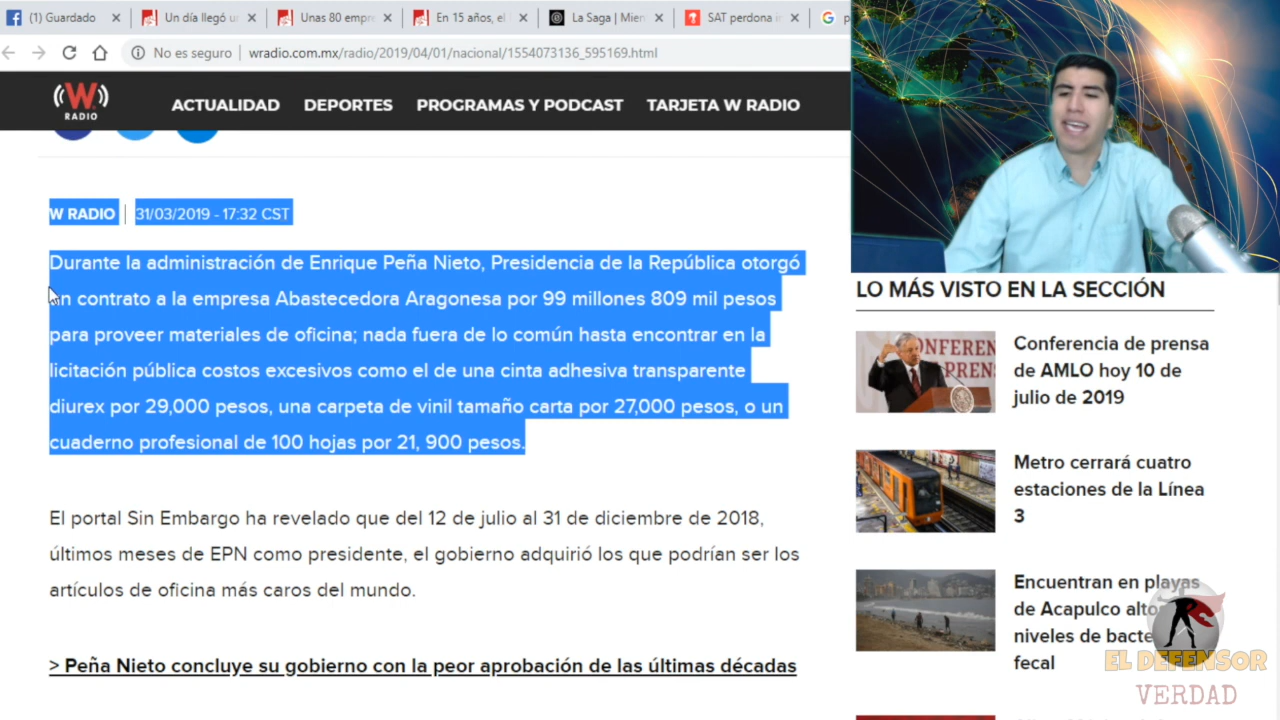 (1) Guardado
Un día llegó u
Unas 80 empre
En 15 años, el
La Saga | Mien
SAT perdona i
No es seguro | wradio.com.mx/radio/2019/04/01/nacional/1554073136_595169.html
W
RADIO
ACTUALIDAD DEPORTES PROGRAMAS Y PODCAST TARJETA W RADIO
W RADIO | 31/03/2019 - 17:32 CST
Durante la administración de Enrique Peña Nieto, Presidencia de la República otorgó
un contrato a la empresa Abastecedora Aragonesa por 99 millones 809 mil pesos
para proveer materiales de oficina; nada fuera de lo común hasta encontrar en la
licitación pública costos excesivos como el de una cinta adhesiva transparente
diurex por 29,000 pesos, una carpeta de vinil tamaño carta por 27,000 pesos, o un
cuaderno profesional de 100 hojas por 21, 900 pesos.
El portal Sin Embargo ha revelado que del 12 de julio al 31 de diciembre de 2018,
últimos meses de EPN como presidente, el gobierno adquirió los que podrían ser los
artículos de oficina más caros del mundo.
> Peña Nieto concluye su gobierno con la peor aprobación de las últimas décadas
LO MÁS VISTO EN LA SECCIÓN
Conferencia de prensa
de AMLO hoy 10 de
julio de 2019
Metro cerrará cuatro
estaciones de la Línea
3
Encuentran en playas
de Acapulco alto
niveles de bacte
fecal
EL DEFENSOR
VERDAD